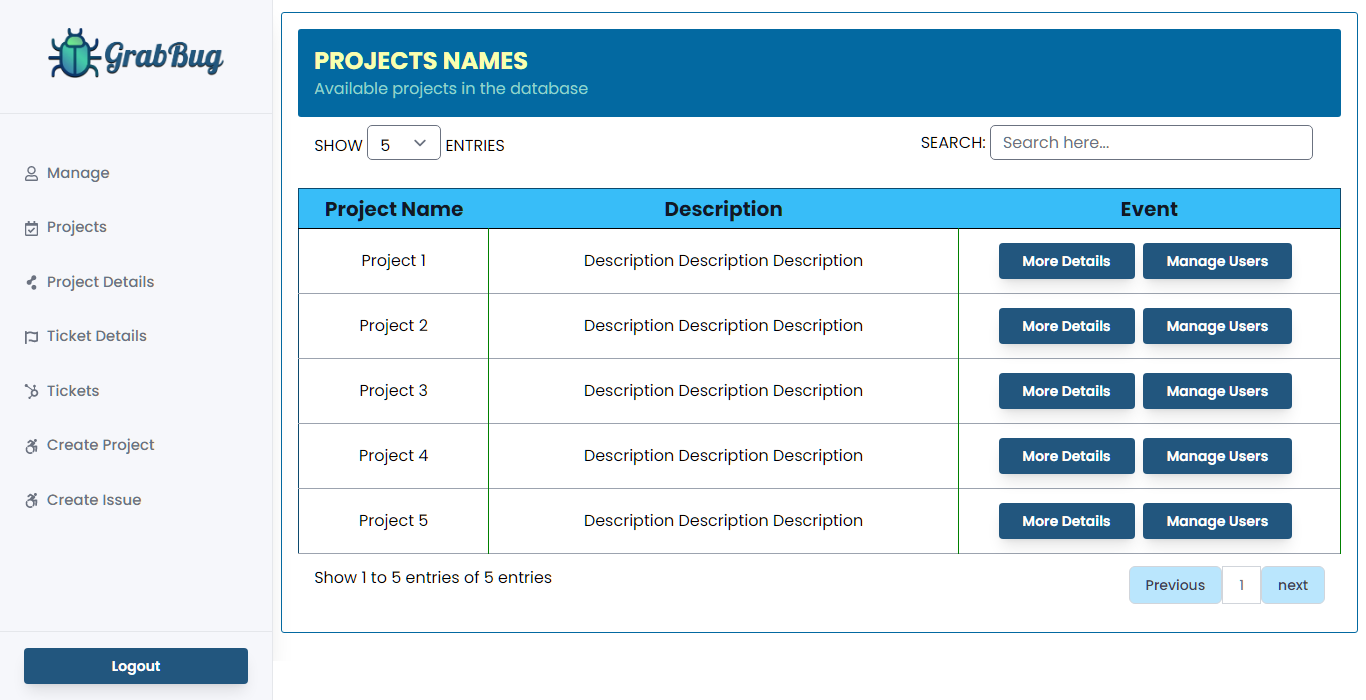 GrabBug
Manage
Projects
Project Details
Ticket Details
Tickets
Create Project
Create Issue
Logout
PROJECTS NAMES
Available projects in the database
SHOW 5 ENTRIES
SEARCH: Search here...
Project Name Description Event
Project 1 Description Description Description More Details Manage Users
Project 2 Description Description Description More Details Manage Users
Project 3 Description Description Description More Details Manage Users
Project 4 Description Description Description More Details Manage Users
Project 5 Description Description Description More Details Manage Users
Show 1 to 5 entries of 5 entries
Previous 1 next